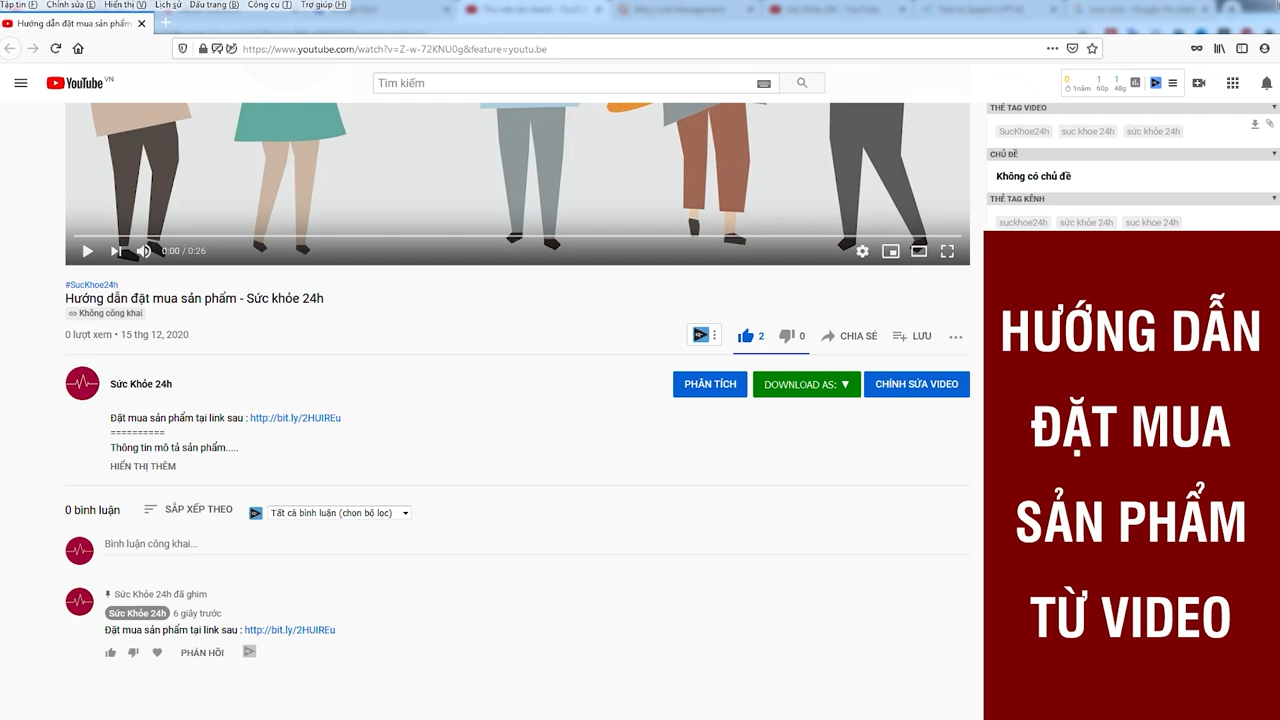 Tập tin (F) Chỉnh sửa (E) Hiển thị (V) Lịch sử Dấu trang (B) Công cụ (T) Trợ giúp (H)
Hướng dẫn đặt mua sản phẩm
https://www.youtube.com/watch?v=Z-w-72KNU0g&feature=youtu.be
YouTube VN
Tìm kiếm
0 1 1
1năm 60p 48g
THẺ TAG VIDEO
SucKhoe24h suc khoe 24h sức khỏe 24h
CHỦ ĐỀ
Không có chủ đề
THẺ TAG KÊNH
suckhoe24h sức khỏe 24h suc khoe 24h
0:00 / 0:26
#SucKhoe24h
Hướng dẫn đặt mua sản phẩm - Sức khỏe 24h
Không công khai
0 lượt xem • 15 thg 12, 2020
2 0 CHIA SẺ LƯU
Sức Khỏe 24h
PHÂN TÍCH DOWNLOAD AS: ▼ CHỈNH SỬA VIDEO
Đặt mua sản phẩm tại link sau : http://bit.ly/2HUIREu
==========
Thông tin mô tả sản phẩm.....
HIỂN THỊ THÊM
0 bình luận SẮP XẾP THEO Tất cả bình luận (chọn bộ lọc)
Bình luận công khai...
Sức Khỏe 24h đã ghim
Sức Khỏe 24h 6 giây trước
Đặt mua sản phẩm tại link sau : http://bit.ly/2HUIREu
PHẢN HỒI
HƯỚNG DẪN
ĐẶT MUA
SẢN PHẨM
TỪ VIDEO